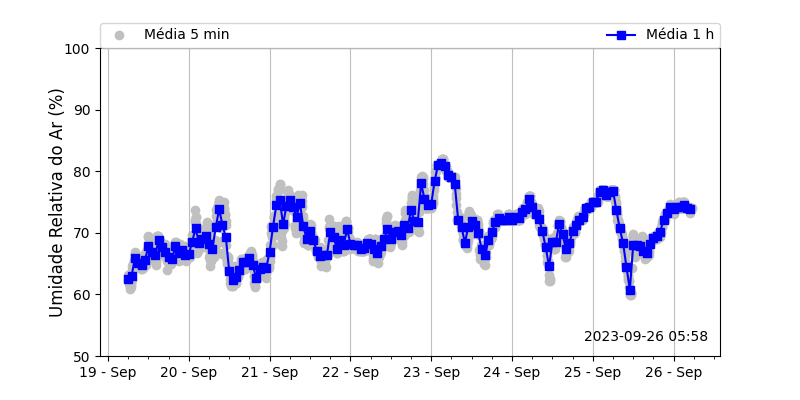 Média 5 min
Média 1 h
Umidade Relativa do Ar (%)
100
90
80
70
60
50
2023-09-26 05:58
19 - Sep
20 - Sep
21 - Sep
22 - Sep
23 - Sep
24 - Sep
25 - Sep
26 - Sep